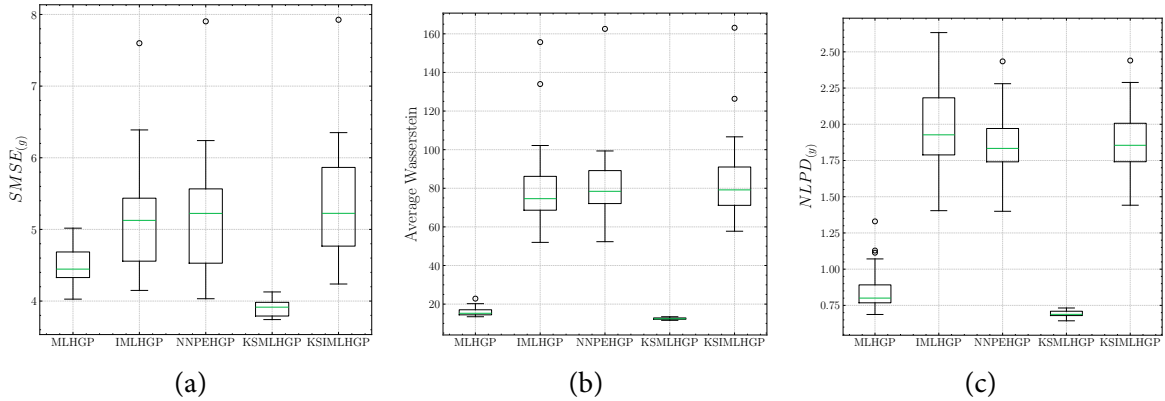 8
7
6
5
4
SMSE(g)
MLHGP IMLHGP NNPEHGP KSMLHGP KSIMLHGP
(a)
160
140
120
100
80
60
40
20
Average Wasserstein
MLHGP IMLHGP NNPEHGP KSMLHGP KSIMLHGP
(b)
2.50
2.25
2.00
1.75
1.50
1.25
1.00
0.75
NLPD(y)
MLHGP IMLHGP NNPEHGP KSMLHGP KSIMLHGP
(c)